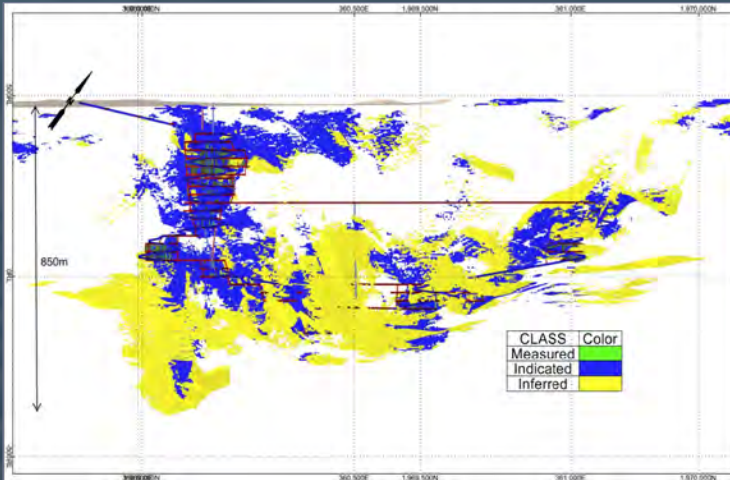 360,500E
1,969,500N
361,000E
1,970,000N
850m
CLASS Color
Measured
Indicated
Inferred
360,500E
1,969,500N
361,000E
1,970,000N